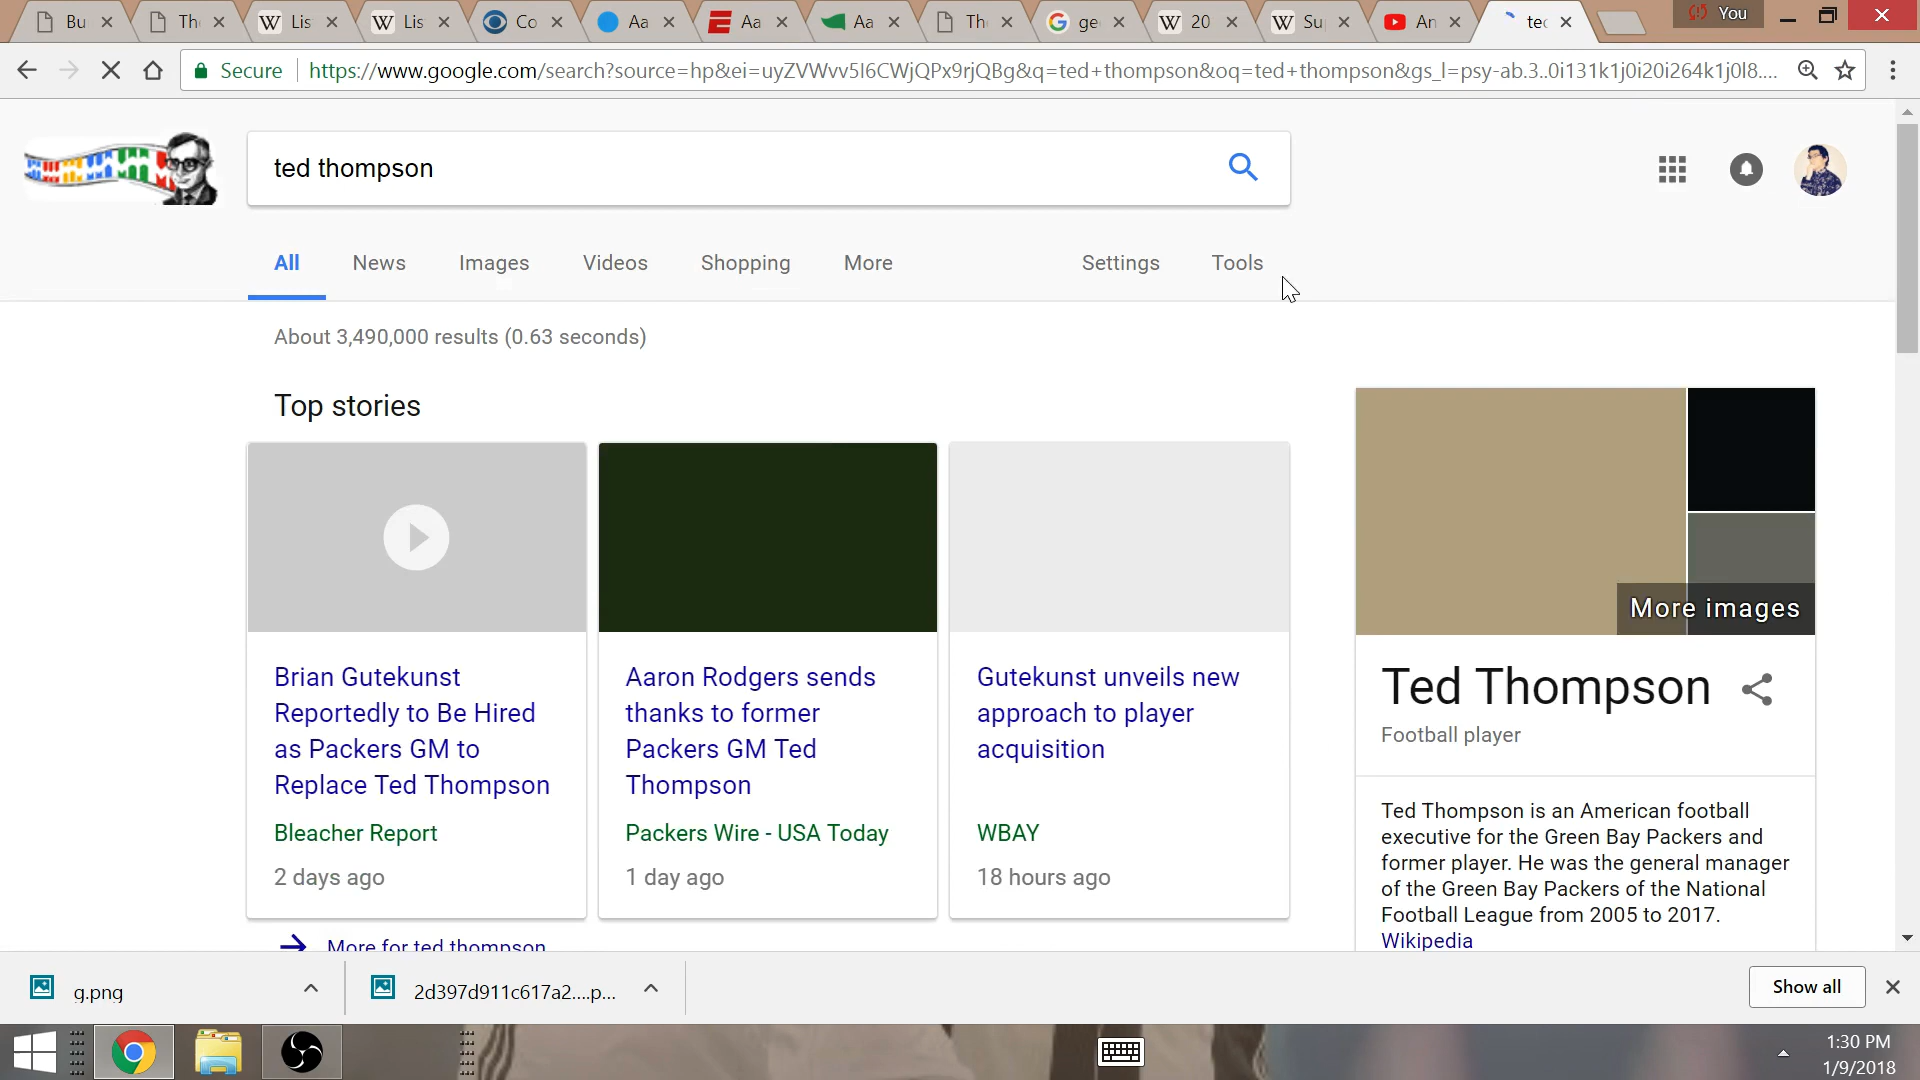 Bu
Th
Lis
Lis
Co
Aa
Aa
Aa
Th
ge
20
Su
An
tec
You
Secure
https://www.google.com/search?source=hp&ei=uyZVWvv5I6CWjQPx9rjQBg&q=ted+thompson&oq=ted+thompson&gs_l=psy-ab.3..0i131k1j0i20i264k1j0l8....
ted thompson
All News Images Videos Shopping More Settings Tools
About 3,490,000 results (0.63 seconds)
Top stories
Brian Gutekunst
Reportedly to Be Hired
as Packers GM to
Replace Ted Thompson
Bleacher Report
2 days ago
Aaron Rodgers sends
thanks to former
Packers GM Ted
Thompson
Packers Wire - USA Today
1 day ago
Gutekunst unveils new
approach to player
acquisition
WBAY
18 hours ago
More for ted thompson
More images
Ted Thompson
Football player
Ted Thompson is an American football
executive for the Green Bay Packers and
former player. He was the general manager
of the Green Bay Packers of the National
Football League from 2005 to 2017.
Wikipedia
g.png
2d397d911c617a2....p...
Show all
1:30 PM
1/9/2018